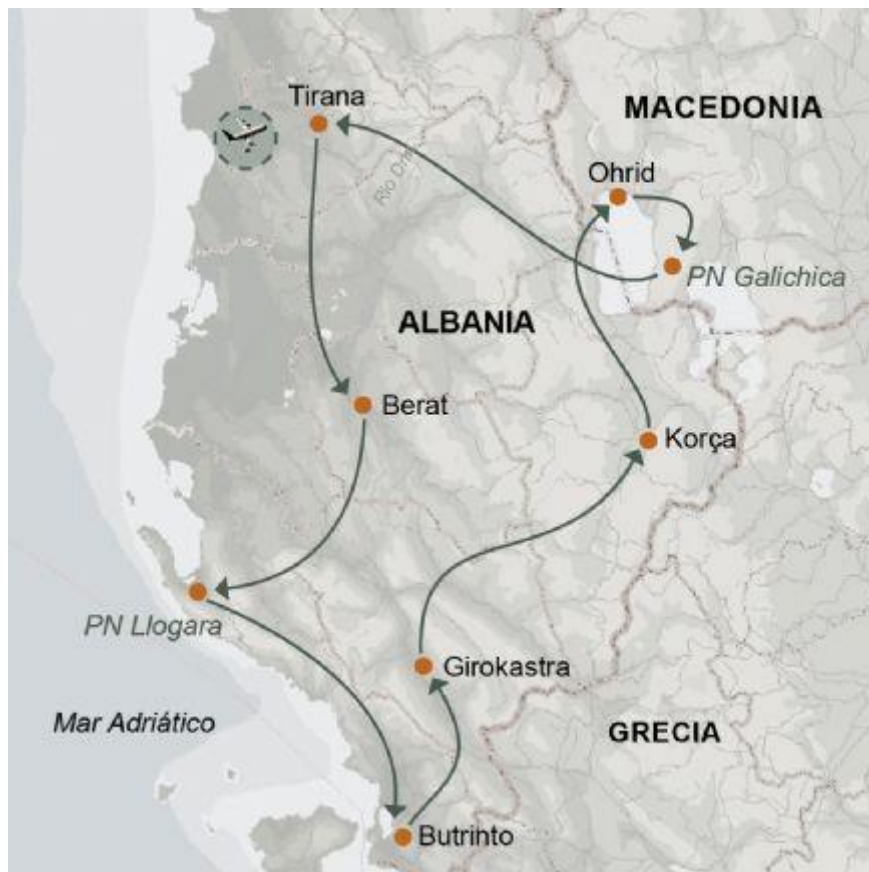 Tirana
MACEDONIA
Ohrid
PN Galichica
ALBANIA
Berat
Korça
PN Llogara
Girokastra
Mar Adriático
GRECIA
Butrinto